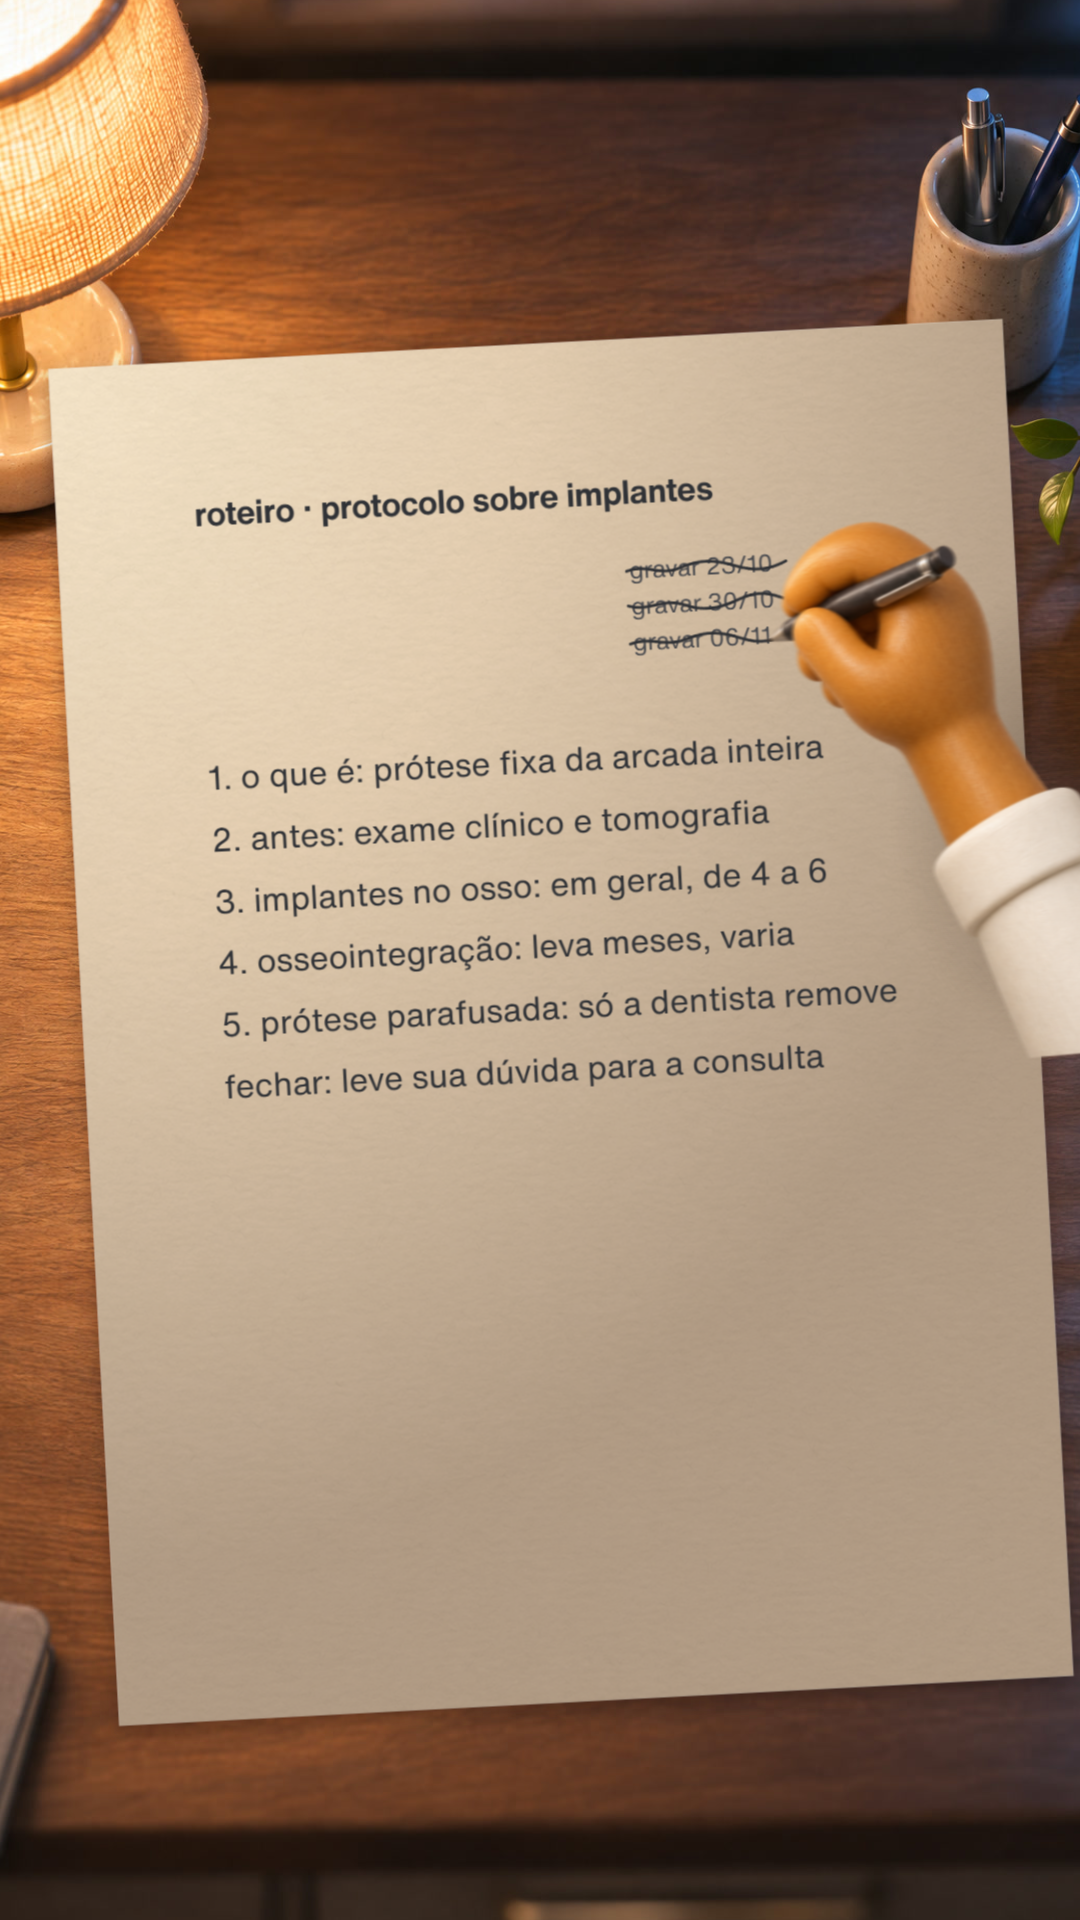 roteiro · protocolo sobre implantes
gravar 23/10
gravar 30/10
gravar 06/11
1. o que é: prótese fixa da arcada inteira
2. antes: exame clínico e tomografia
3. implantes no osso: em geral, de 4 a 6
4. osseointegração: leva meses, varia
5. prótese parafusada: só a dentista remove
fechar: leve sua dúvida para a consulta